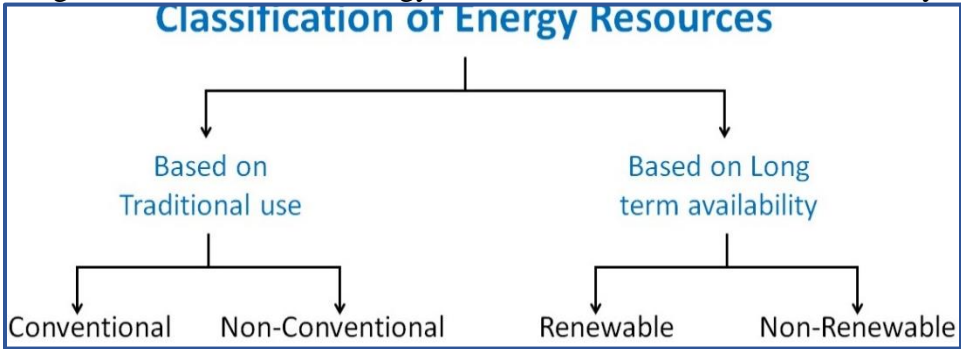 Classification of Energy Resources
Based on
Traditional use
Based on Long
term availability
Conventional
Non-Conventional
Renewable
Non-Renewable